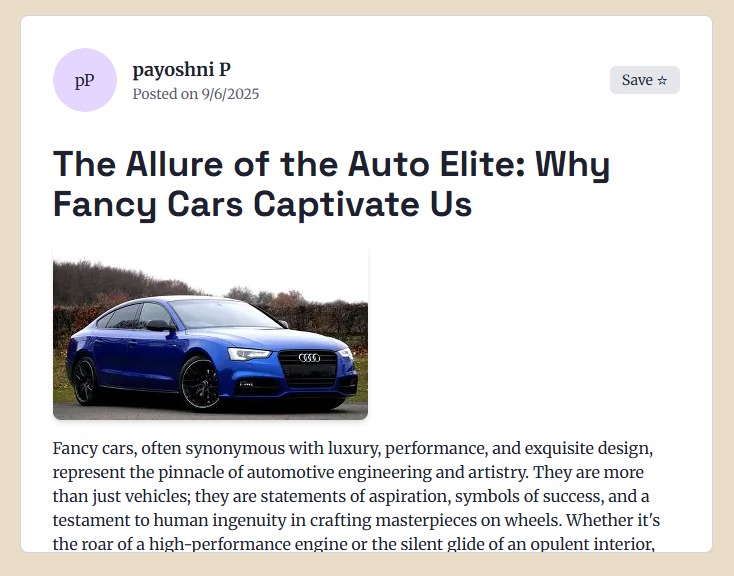 pP
payoshni P
Posted on 9/6/2025
Save ☆
The Allure of the Auto Elite: Why
Fancy Cars Captivate Us
Fancy cars, often synonymous with luxury, performance, and exquisite design,
represent the pinnacle of automotive engineering and artistry. They are more
than just vehicles; they are statements of aspiration, symbols of success, and a
testament to human ingenuity in crafting masterpieces on wheels. Whether it's
the roar of a high-performance engine or the silent glide of an opulent interior,